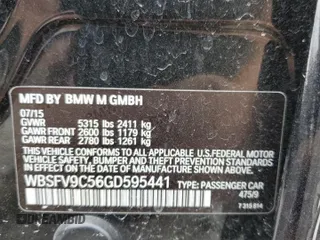 MFD BY BMW M GMBH
07/15
GVWR 5315 lbs 2411 kg
GAWR FRONT 2600 lbs 1179 kg
GAWR REAR 2780 lbs 1261 kg
THIS VEHICLE CONFORMS TO ALL APPLICABLE U.S. FEDERAL
MOTOR VEHICLE SAFETY, BUMPER, AND THEFT PREVENTION
STANDARDS IN EFFECT ON THE DATE OF
MANUFACTURE SHOWN ABOVE.
WBSFV9C56GD595441 TYPE: PASSENGER CAR
475/9
7 315 814
DREAMBID